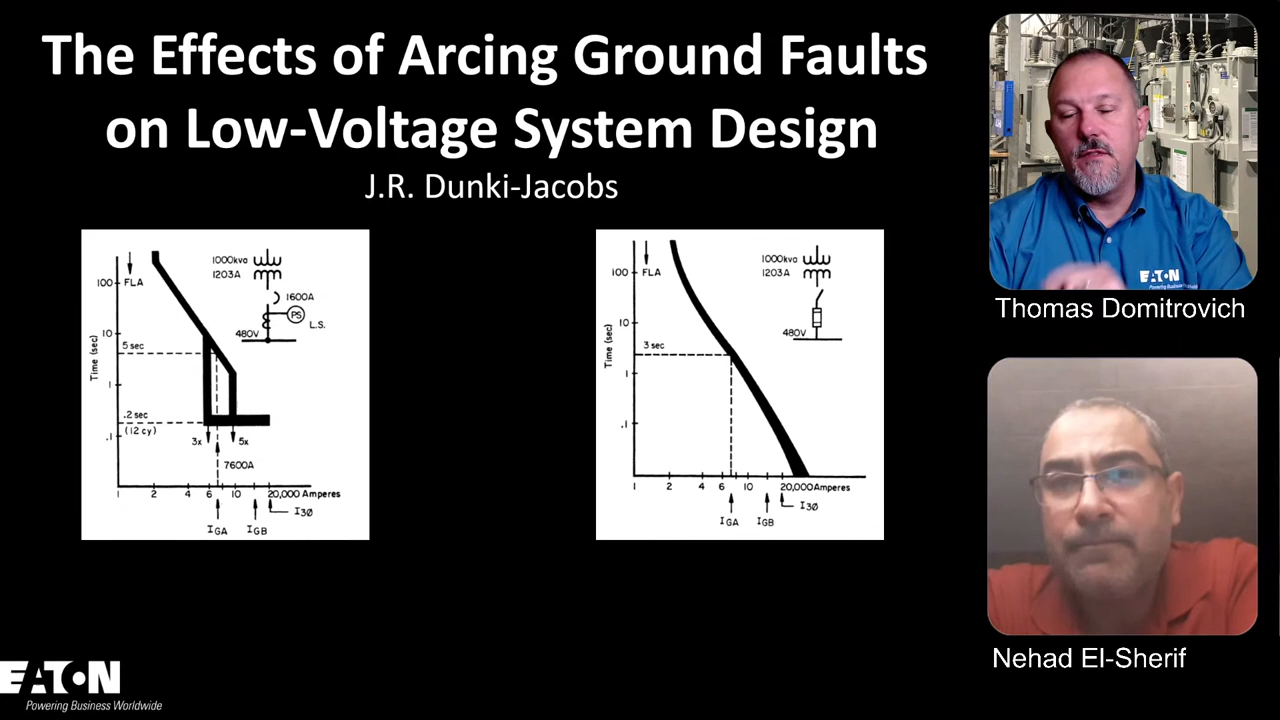 The Effects of Arcing Ground Faults
on Low-Voltage System Design
J.R. Dunki-Jacobs
1000kva
1203A
FLA
100
1600A
PS
L.S.
480V
10
5 sec
Time (sec)
1
.2 sec
(12 cy)
.1
3x
5x
7600A
1 2 4 6 10 20,000 Amperes
I3Ø
IGA IGB
1000kva
1203A
FLA
100
10
480V
3 sec
Time (sec)
1
.1
1 2 4 6 10 20,000Amperes
I3Ø
IGA IGB
EATON
Powering Business Worldwide
Thomas Domitrovich
Nehad El-Sherif
EATON
Powering Business Worldwide